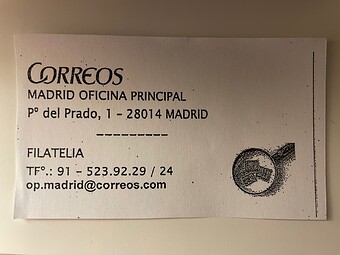 CORREOS
MADRID OFICINA PRINCIPAL
Pº del Prado, 1 - 28014 MADRID
---------
FILATELIA
TFº.: 91 - 523.92.29 / 24
op.madrid@correos.com